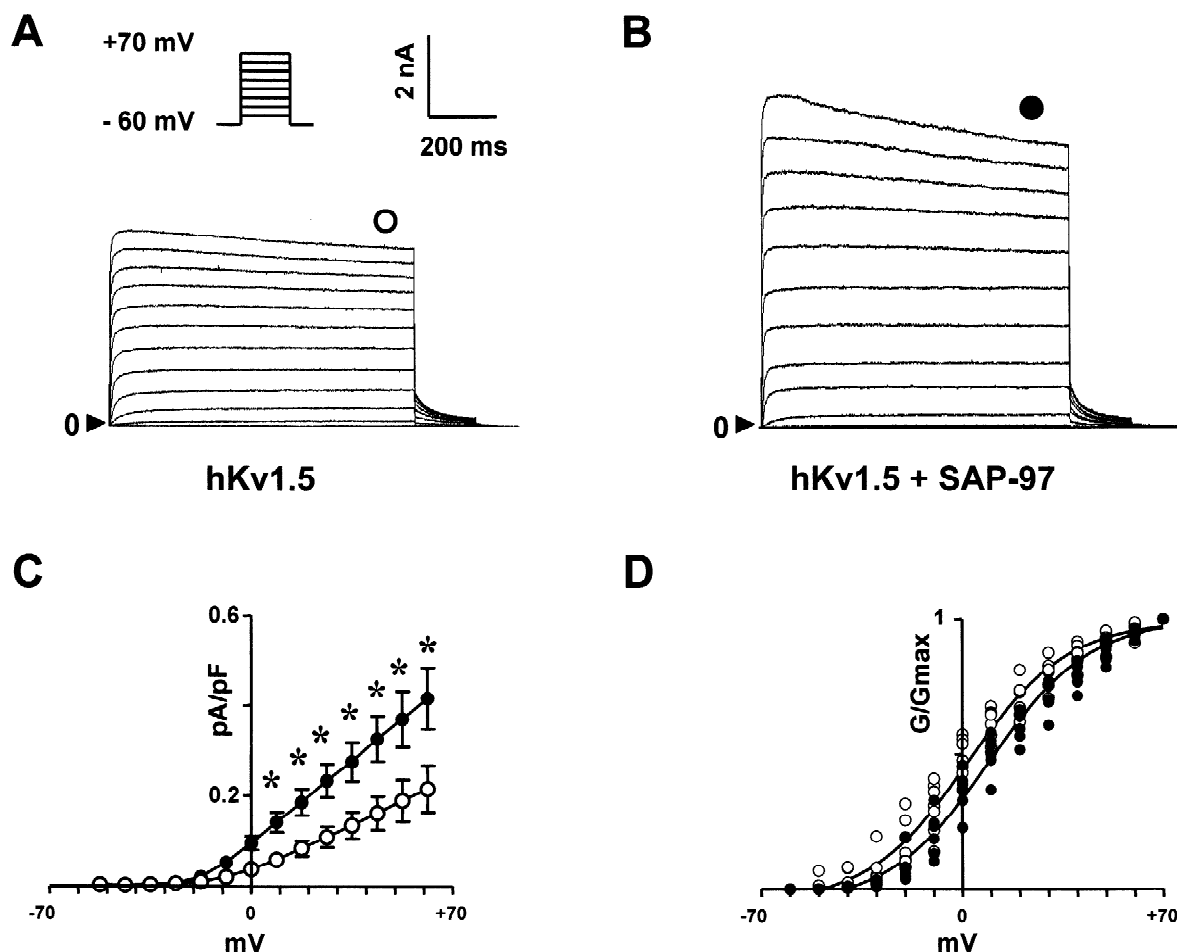 A
+70 mV
- 60 mV
2 nA
200 ms
0
hKv1.5
B
0
hKv1.5 + SAP-97
C
0.6
pA/pF
0.2
* * * * * * *
-70
0
+70
mV
D
1
G/Gmax
-70
0
+70
mV